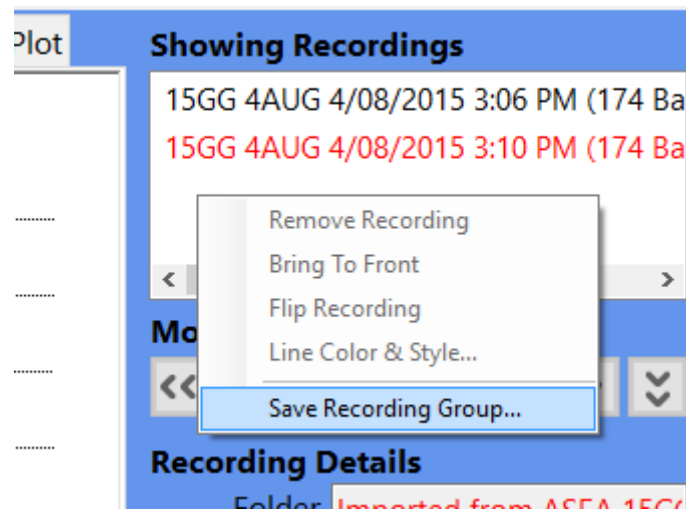 Plot
Showing Recordings
15GG 4AUG 4/08/2015 3:06 PM (174 Ba
15GG 4AUG 4/08/2015 3:10 PM (174 Ba
Remove Recording
Bring To Front
Flip Recording
Line Color & Style...
Mo
Save Recording Group...
Recording Details
Folder Imported from ASEA 15GG